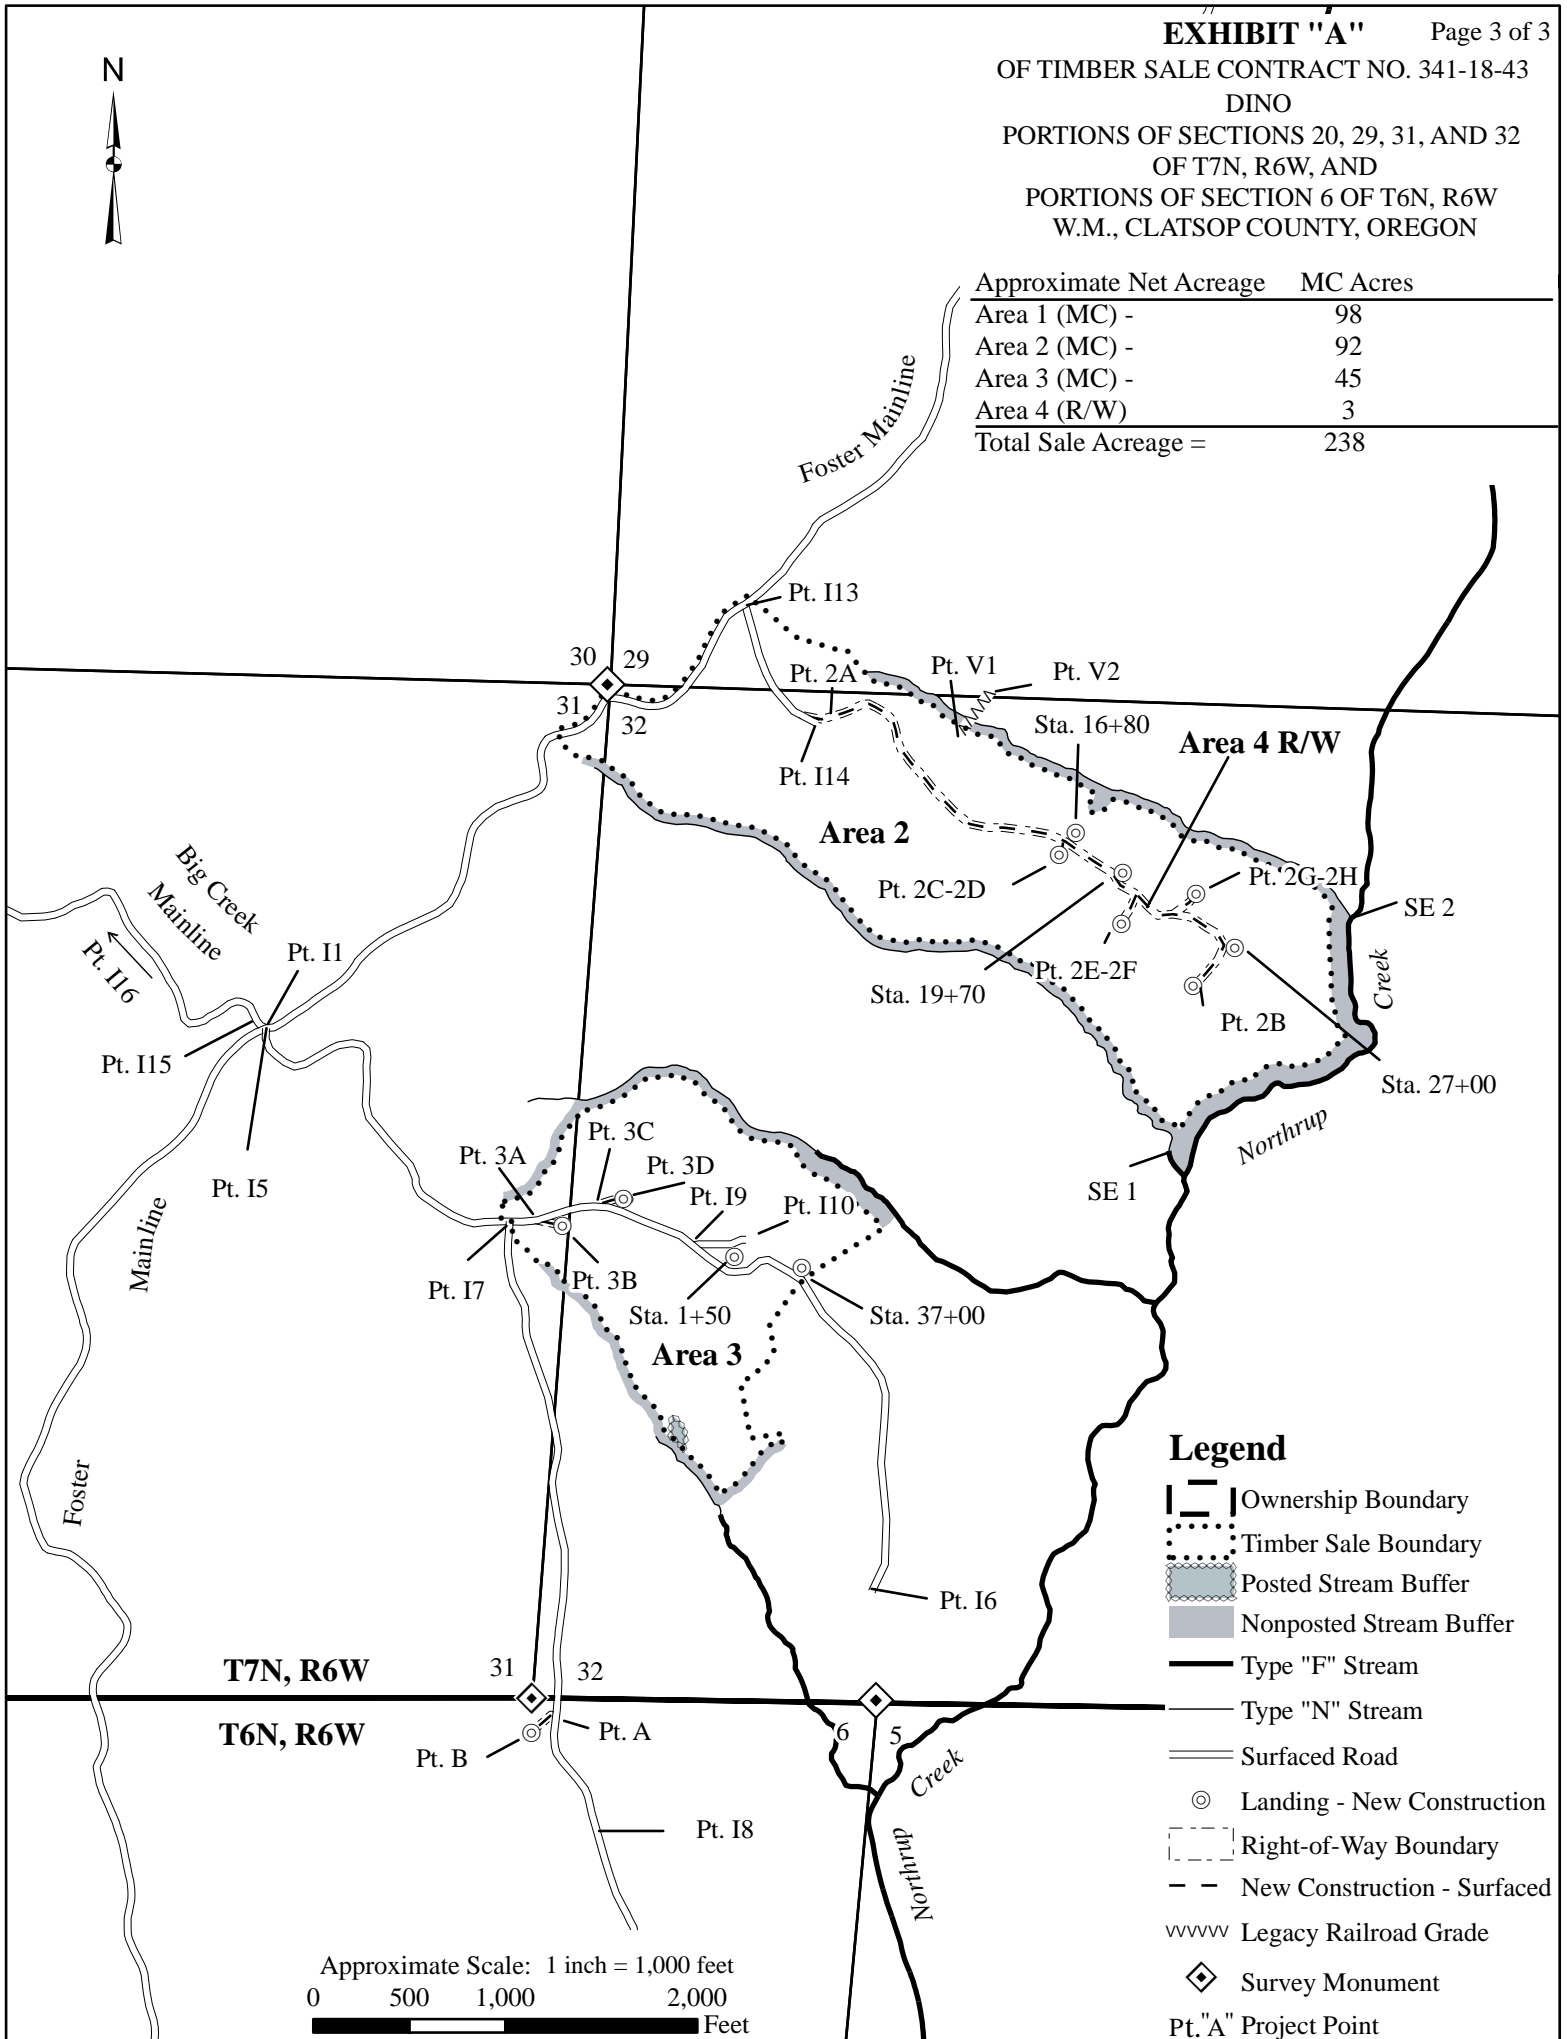 EXHIBIT "A" Page 3 of 3
OF TIMBER SALE CONTRACT NO. 341-18-43
DINO
PORTIONS OF SECTIONS 20, 29, 31, AND 32
OF T7N, R6W, AND
PORTIONS OF SECTION 6 OF T6N, R6W
W.M., CLATSOP COUNTY, OREGON
N
Approximate Net Acreage MC Acres
Area 1 (MC) - 98
Area 2 (MC) - 92
Area 3 (MC) - 45
Area 4 (R/W) 3
Total Sale Acreage = 238
Foster Mainline
Pt. I13
30 29
31 32
Pt. 2A
Pt. V1
Pt. V2
Sta. 16+80
Area 4 R/W
Pt. I14
Area 2
Pt. 2C-2D
Pt. 2G-2H
SE 2
Pt. 2E-2F
Sta. 19+70
Creek
Pt. 2B
Sta. 27+00
Northrup
SE 1
Big Creek
Mainline
Pt. I16
Pt. I1
Pt. I15
Pt. I5
Pt. 3A
Pt. 3C
Pt. 3D
Pt. I9
Pt. I10
Mainline
Pt. I7
Pt. 3B
Sta. 1+50
Sta. 37+00
Area 3
Foster
Pt. I6
T7N, R6W
31 32
T6N, R6W
Pt. B
Pt. A
6 5
Creek
Northrup
Pt. I8
Legend
Ownership Boundary
Timber Sale Boundary
Posted Stream Buffer
Nonposted Stream Buffer
Type "F" Stream
Type "N" Stream
Surfaced Road
Landing - New Construction
Right-of-Way Boundary
New Construction - Surfaced
Legacy Railroad Grade
Survey Monument
Pt."A" Project Point
Approximate Scale: 1 inch = 1,000 feet
0 500 1,000 2,000
Feet